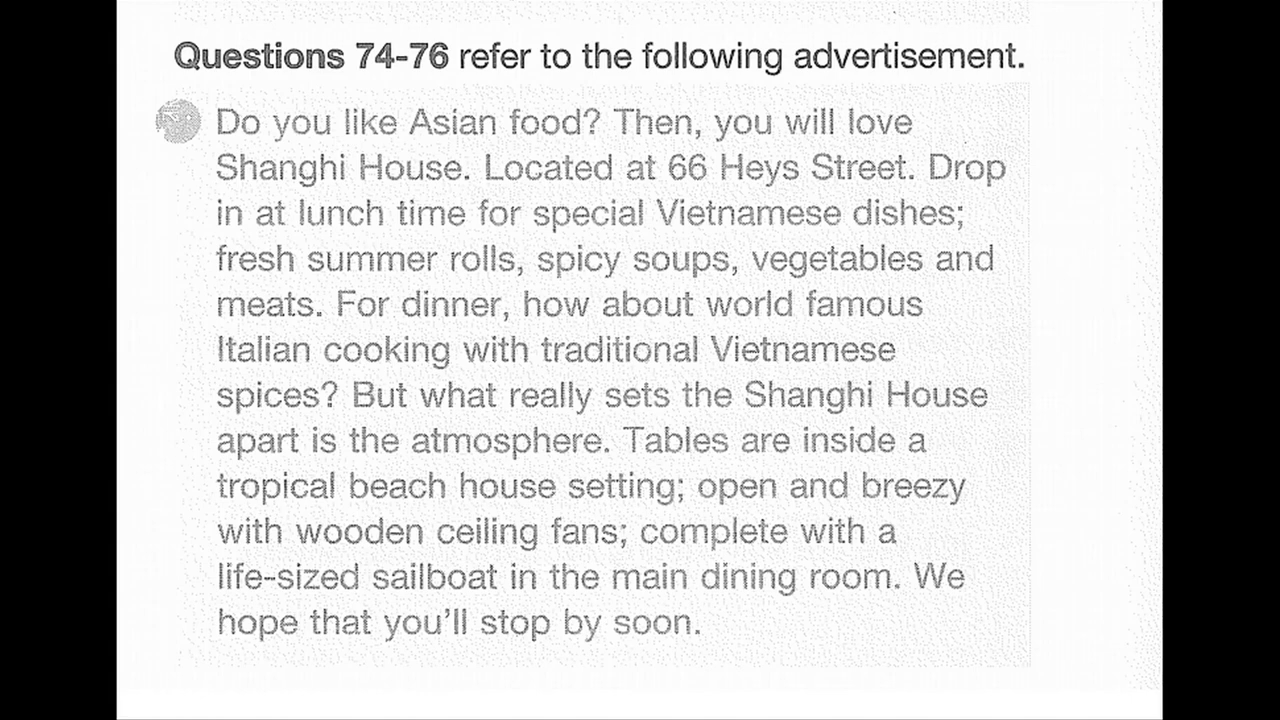 Questions 74-76 refer to the following advertisement.
Do you like Asian food? Then, you will love
Shanghi House. Located at 66 Heys Street. Drop
in at lunch time for special Vietnamese dishes;
fresh summer rolls, spicy soups, vegetables and
meats. For dinner, how about world famous
Italian cooking with traditional Vietnamese
spices? But what really sets the Shanghi House
apart is the atmosphere. Tables are inside a
tropical beach house setting; open and breezy
with wooden ceiling fans; complete with a
life-sized sailboat in the main dining room. We
hope that you'll stop by soon.